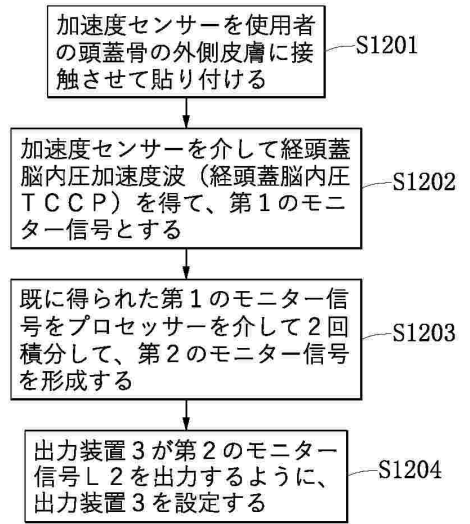 加速度センサーを使用者
の頭蓋骨の外側皮膚に接
触させて貼り付ける
S1201
加速度センサーを介して経頭蓋
脳内圧加速度波（経頭蓋脳内圧
ＴＣＣＰ）を得て、第１のモニ
ター信号とする
S1202
既に得られた第１のモニター信
号をプロセッサーを介して２回
積分して、第２のモニター信号
を形成する
S1203
出力装置３が第２のモニター
信号Ｌ２を出力するように、
出力装置３を設定する
S1204